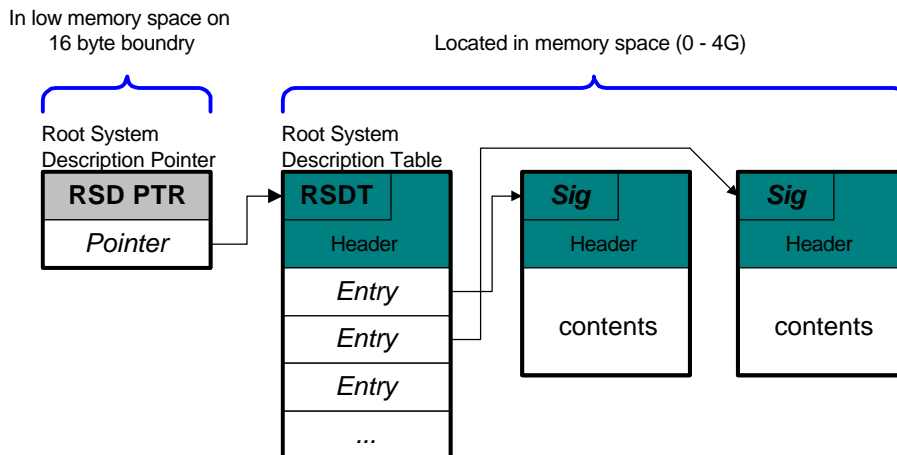 In low memory space on
16 byte boundry
Located in memory space (0 - 4G)
Root System
Description Pointer
RSD PTR
Pointer
Root System
Description Table
RSDT
Header
Entry
Entry
Entry
...
Sig
Header
contents
Sig
Header
contents